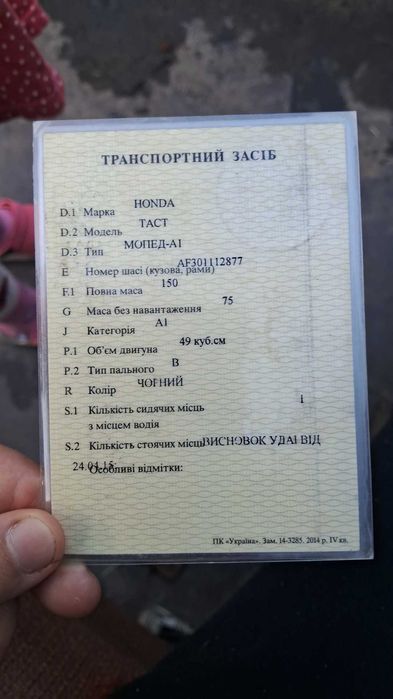 ТРАНСПОРТНИЙ ЗАСІБ
D.1 Марка HONDA
D.2 Модель ТАСТ
D.3 Тип МОПЕД-А1
E Номер шасі (кузова, рами) AF301112877
F.1 Повна маса 150
G Маса без навантаження 75
J Категорія А1
P.1 Об'єм двигуна 49 куб.см
P.2 Тип пального В
R Колір ЧОРНИЙ
S.1 Кількість сидячих місць 1
з місцем водія
S.2 Кількість стоячих місць ВИСНОВОК УДАІ ВІД
24.04.15 Особливі відмітки:
ПК «Україна». Зам. 14-3285. 2014 р. IV кв.